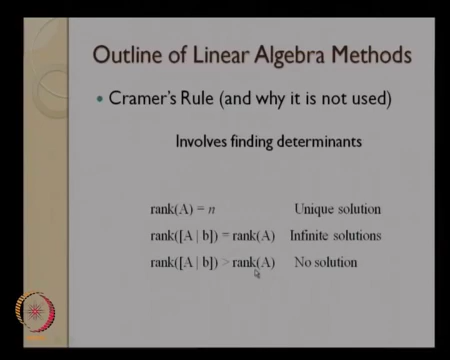 Outline of Linear Algebra Methods
• Cramer's Rule (and why it is not used)
Involves finding determinants
rank(A) = n Unique solution
rank([A | b]) = rank(A) Infinite solutions
rank([A | b]) > rank(A) No solution